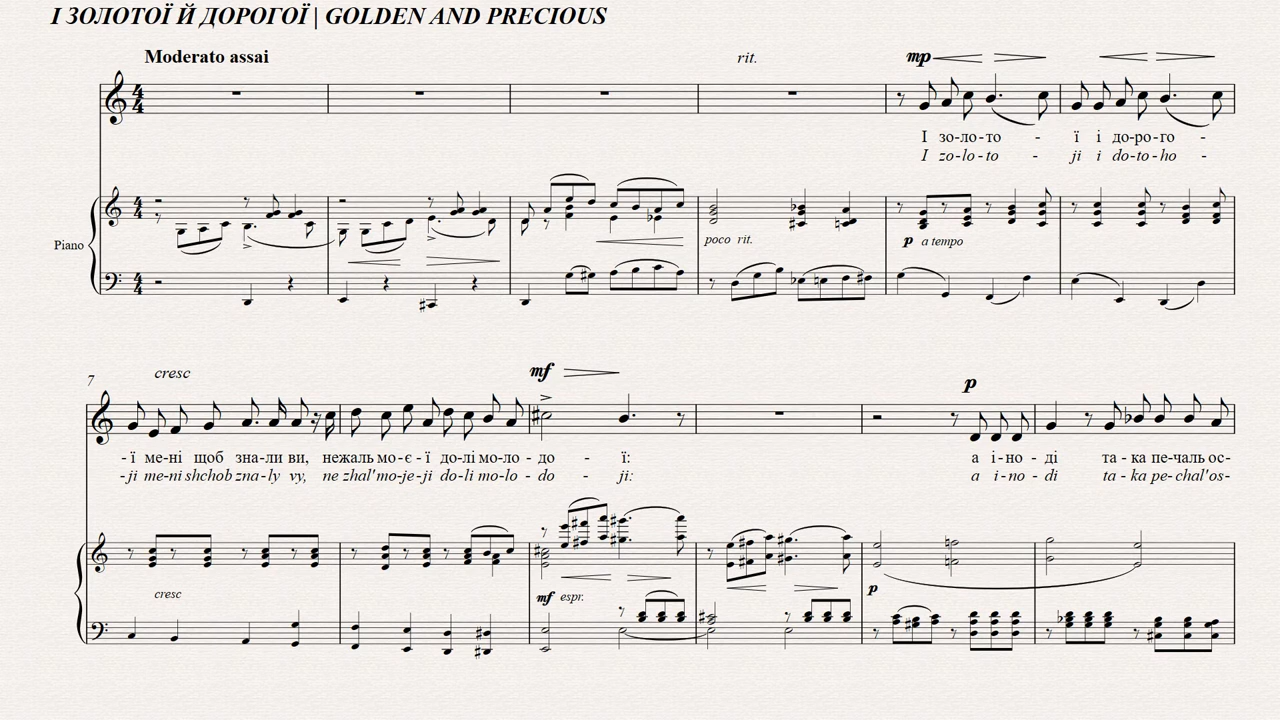 І ЗОЛОТОЇ Й ДОРОГОЇ | GOLDEN AND PRECIOUS
Moderato assai
rit.
mp
І зо-ло-то - ї і до-ро-го -
I zo-lo-to - ji i do-to-ho -
Piano
poco rit.
p a tempo
7
cresc
mf
p
-ї ме-ні щоб зна-ли ви, нежаль мо-є-ї до-лі мо-ло-до - ї: а і-но-ді та-ка пе-чаль ос-
-ji me-ni shchob zna-ly vy, ne zhal' mo-je-ji do-li mo-lo-do - ji: a i-no-di ta-ka pe-chal' os-
cresc
mf espr.
p